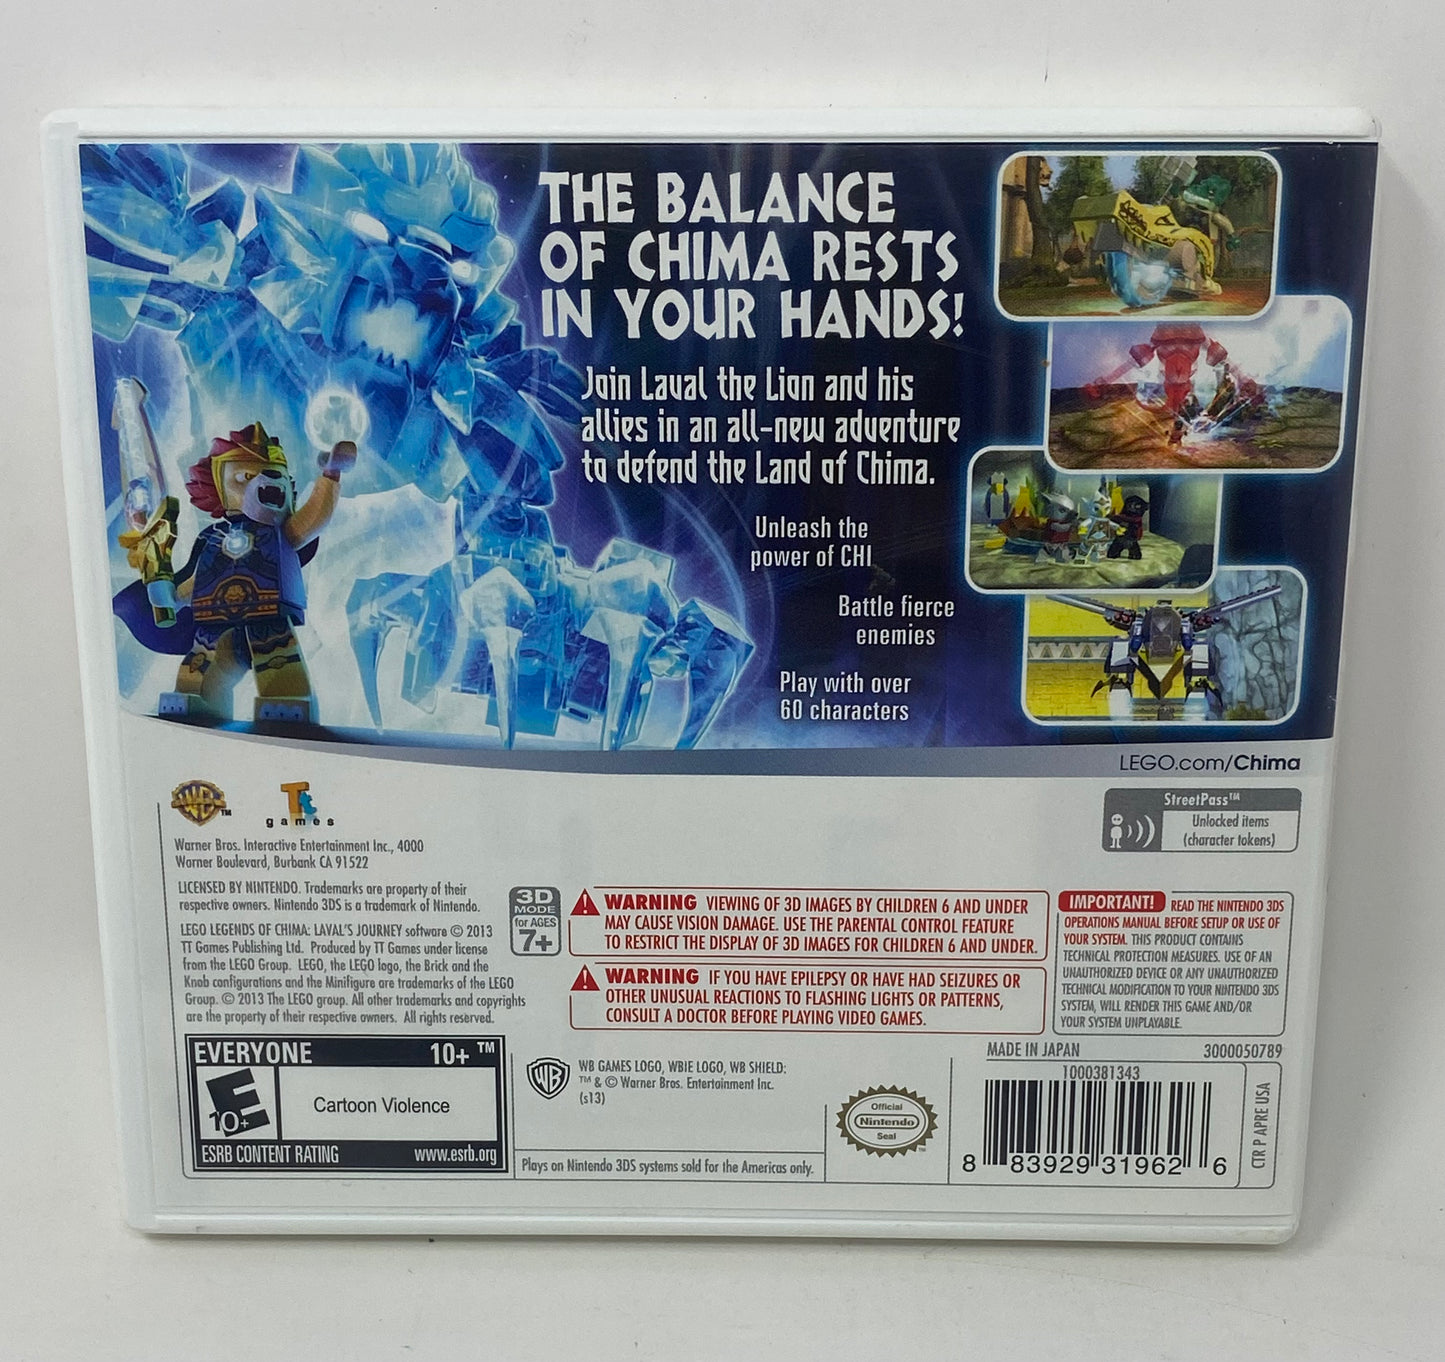 THE BALANCE
OF CHIMA RESTS
IN YOUR HANDS!
Join Laval the Lion and his
allies in an all-new adventure
to defend the Land of Chima.
Unleash the
power of CHI
Battle fierce
enemies
Play with over
60 characters
LEGO.com/Chima
StreetPass™
Unlocked items
(character tokens)
WB™
Tt
games
Warner Bros. Interactive Entertainment Inc., 4000
Warner Boulevard, Burbank CA 91522
LICENSED BY NINTENDO. Trademarks are property of their
respective owners. Nintendo 3DS is a trademark of Nintendo.
LEGO LEGENDS OF CHIMA: LAVAL'S JOURNEY software © 2013
TT Games Publishing Ltd. Produced by TT Games under license
from the LEGO Group. LEGO, the LEGO logo, the Brick and the
Knob configurations and the Minifigure are trademarks of the LEGO
Group. © 2013 The LEGO group. All other trademarks and copyrights
are the property of their respective owners. All rights reserved.
3D
MODE
for AGES
7+
WARNING VIEWING OF 3D IMAGES BY CHILDREN 6 AND UNDER
MAY CAUSE VISION DAMAGE. USE THE PARENTAL CONTROL FEATURE
TO RESTRICT THE DISPLAY OF 3D IMAGES FOR CHILDREN 6 AND UNDER.
WARNING IF YOU HAVE EPILEPSY OR HAVE HAD SEIZURES OR
OTHER UNUSUAL REACTIONS TO FLASHING LIGHTS OR PATTERNS,
CONSULT A DOCTOR BEFORE PLAYING VIDEO GAMES.
IMPORTANT! READ THE NINTENDO 3DS
OPERATIONS MANUAL BEFORE SETUP OR USE OF
YOUR SYSTEM. THIS PRODUCT CONTAINS
TECHNICAL PROTECTION MEASURES. USE OF AN
UNAUTHORIZED DEVICE OR ANY UNAUTHORIZED
TECHNICAL MODIFICATION TO YOUR NINTENDO 3DS
SYSTEM, WILL RENDER THIS GAME AND/OR
YOUR SYSTEM UNPLAYABLE.
EVERYONE 10+ ™
E
10+
Cartoon Violence
ESRB CONTENT RATING www.esrb.org
WB
WB GAMES LOGO, WBIE LOGO, WB SHIELD:
™ & © Warner Bros. Entertainment Inc.
(s13)
Plays on Nintendo 3DS systems sold for the Americas only.
Official
Nintendo
Seal
™
MADE IN JAPAN 3000050789
1000381343
8 83929 31962 6
CTR P APRE USA